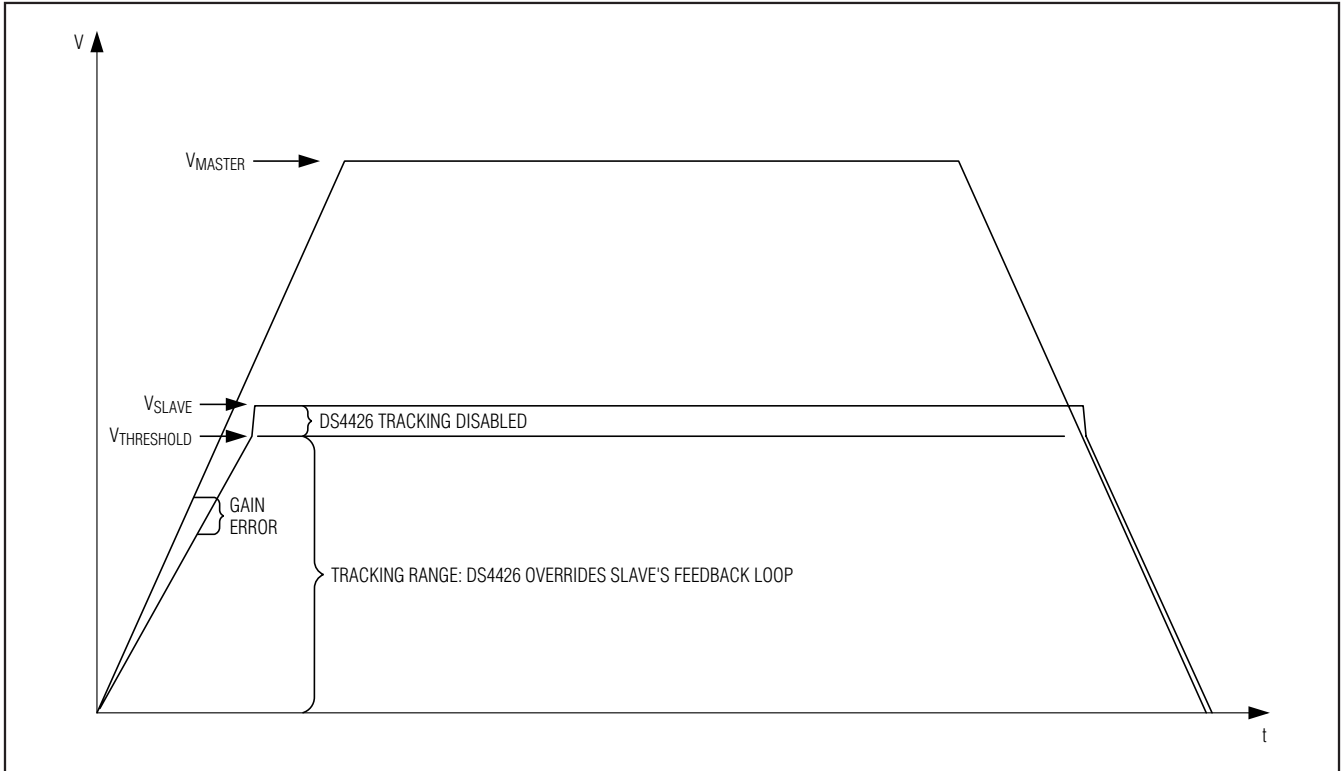 V
VMASTER
VSLAVE
DS4426 TRACKING DISABLED
VTHRESHOLD
GAIN
ERROR
TRACKING RANGE: DS4426 OVERRIDES SLAVE'S FEEDBACK LOOP
t